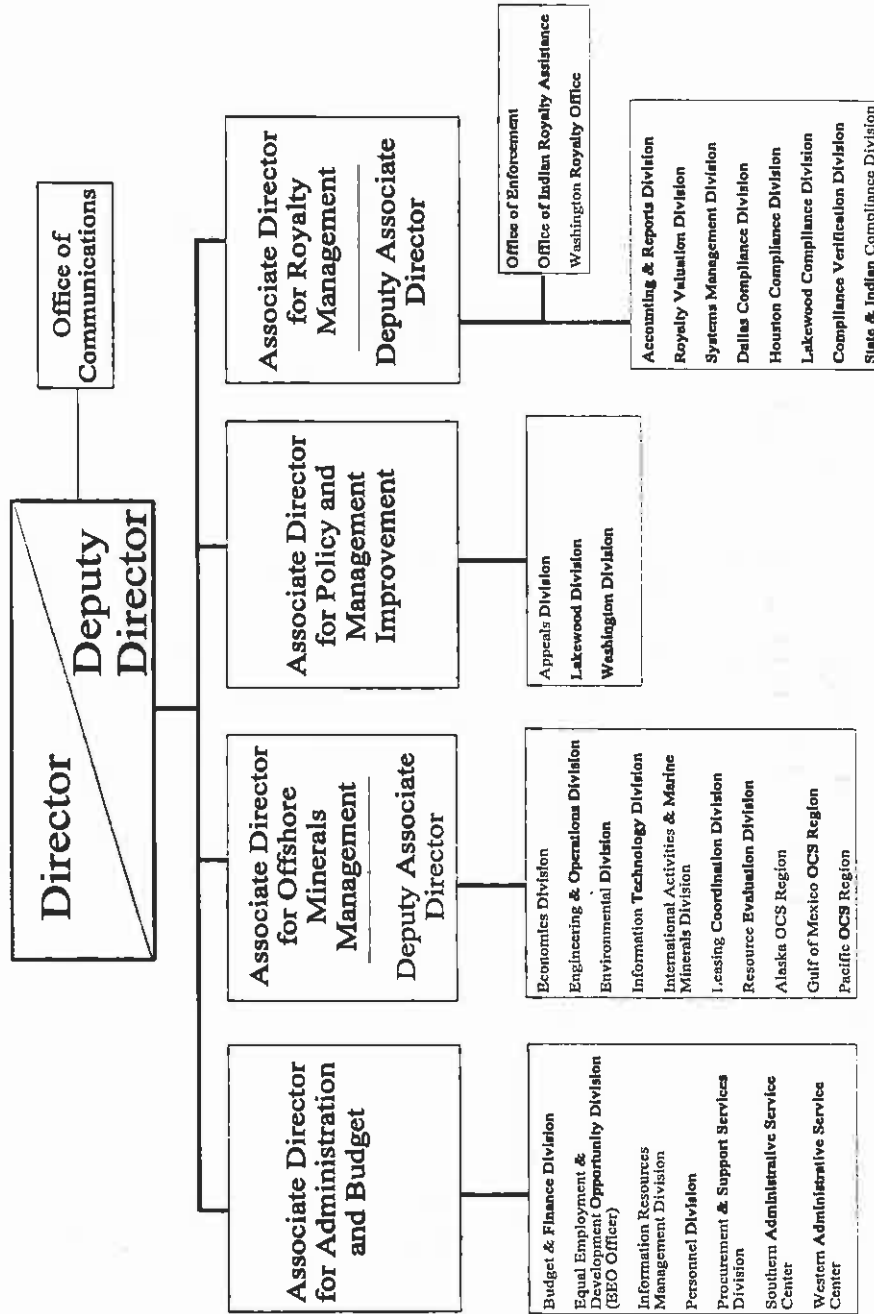 Director
Deputy
Director
Office of
Communications
Associate Director
for Administration
and Budget
Associate Director
for Offshore
Minerals
Management
Deputy Associate
Director
Associate Director
for Policy and
Management
Improvement
Associate Director
for Royalty
Management
Deputy Associate
Director
Budget & Finance Division
Equal Employment &
Development Opportunity Division
(EEO Officer)
Information Resources
Management Division
Personnel Division
Procurement & Support Services
Division
Southern Administrative Service
Center
Western Administrative Service
Center
Economics Division
Engineering & Operations Division
Environmental Division
Information Technology Division
International Activities & Marine
Minerals Division
Leasing Coordination Division
Resource Evaluation Division
Alaska OCS Region
Gulf of Mexico OCS Region
Pacific OCS Region
Appeals Division
Lakewood Division
Washington Division
Office of Enforcement
Office of Indian Royalty Assistance
Washington Royalty Office
Accounting & Reports Division
Royalty Valuation Division
Systems Management Division
Dallas Compliance Division
Houston Compliance Division
Lakewood Compliance Division
Compliance Verification Division
State & Indian Compliance Division